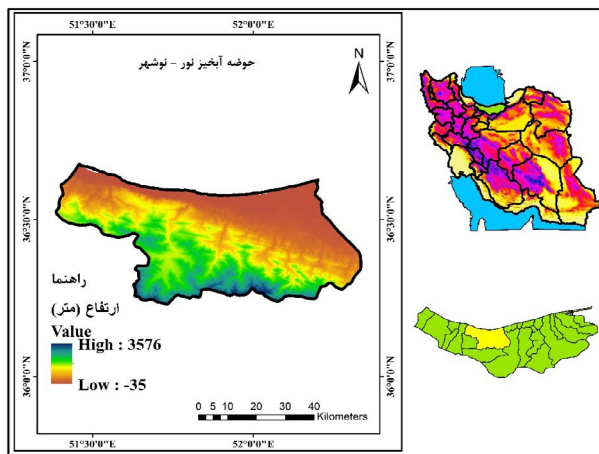 51°30'0"E 52°0'0"E
حوضه آبخیز نور - نوشهر
N
37°0'0"N 37°0'0"N
36°30'0"N 36°30'0"N
راهنما
ارتفاع (متر)
Value
High : 3576
Low : -35
36°0'0"N 36°0'0"N
0 5 10 20 30 40
Kilometers
51°30'0"E 52°0'0"E